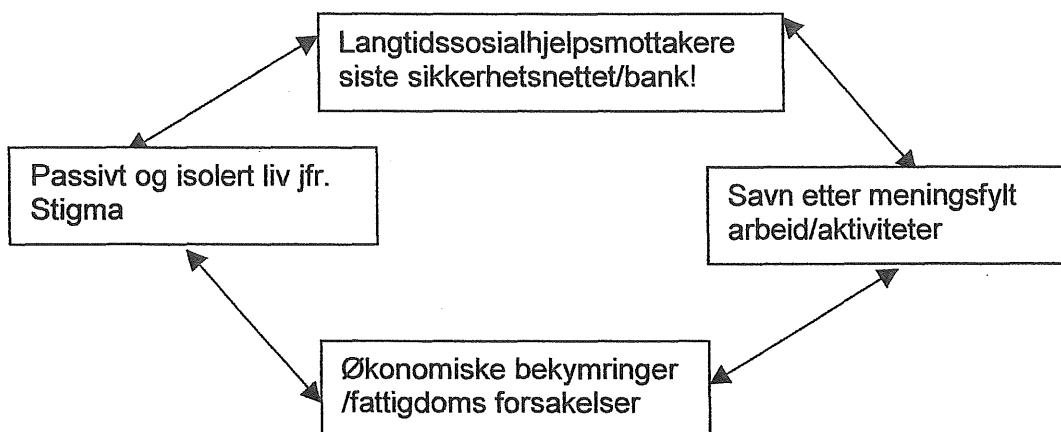 Langtidssosialhjelpsmottakere
siste sikkerhetsnettet/bank!
Passivt og isolert liv jfr.
Stigma
Savn etter meningsfylt
arbeid/aktiviteter
Økonomiske bekymringer
/fattigdoms forsakelser